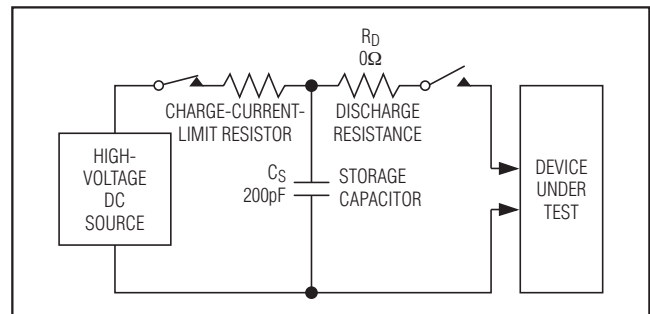 R_D
0Ω
CHARGE-CURRENT-
LIMIT RESISTOR
DISCHARGE
RESISTANCE
HIGH-
VOLTAGE
DC
SOURCE
C_S
200pF
STORAGE
CAPACITOR
DEVICE
UNDER
TEST